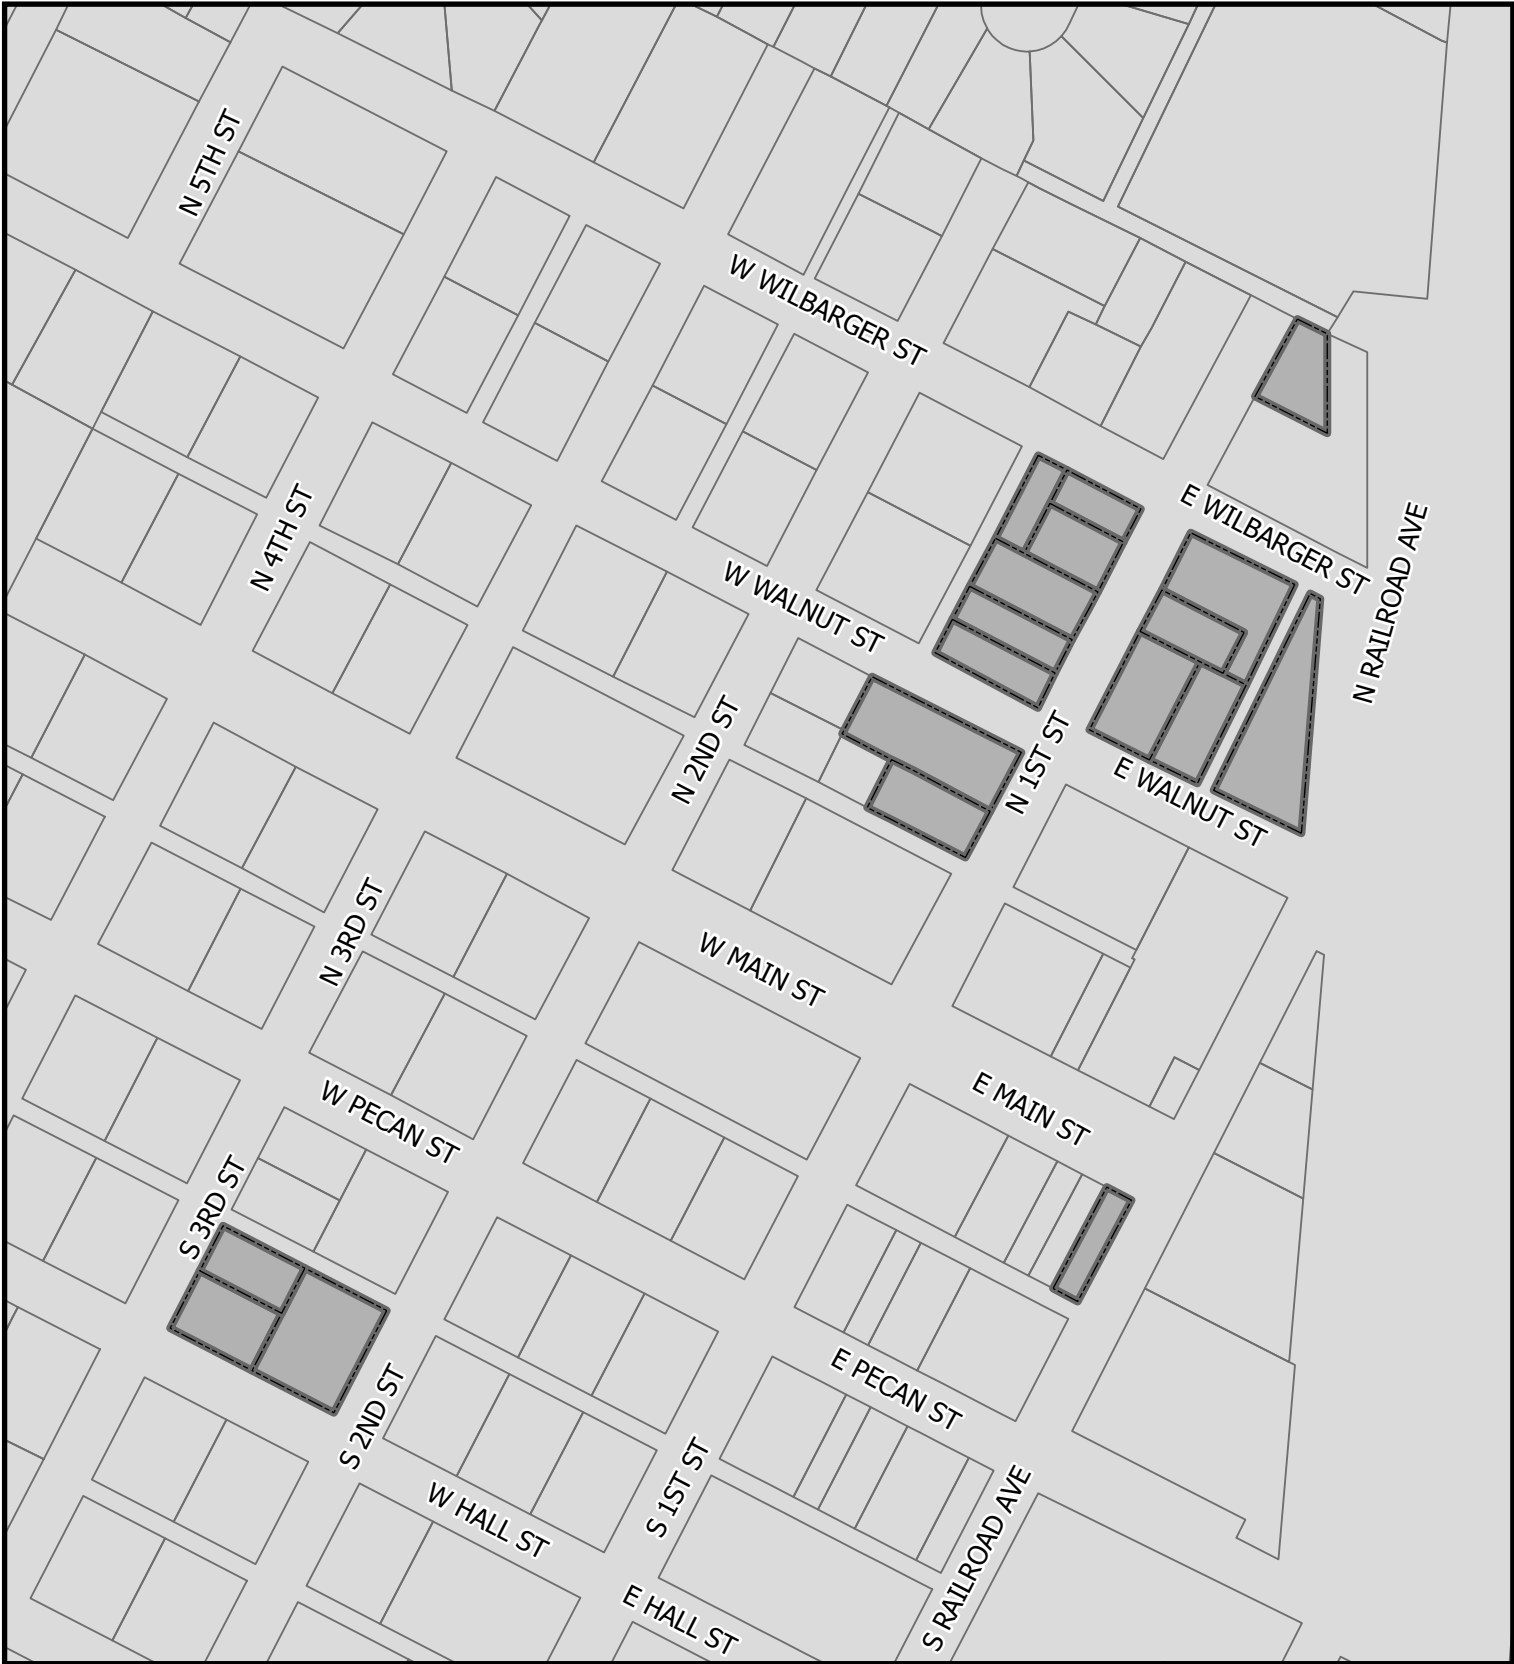 N 5TH ST
W WILBARGER ST
E WILBARGER ST
N 4TH ST
N RAILROAD AVE
W WALNUT ST
N 2ND ST
N 1ST ST
E WALNUT ST
N 3RD ST
W MAIN ST
W PECAN ST
E MAIN ST
S 3RD ST
E PECAN ST
S 2ND ST
S 1ST ST
W HALL ST
S RAILROAD AVE
E HALL ST